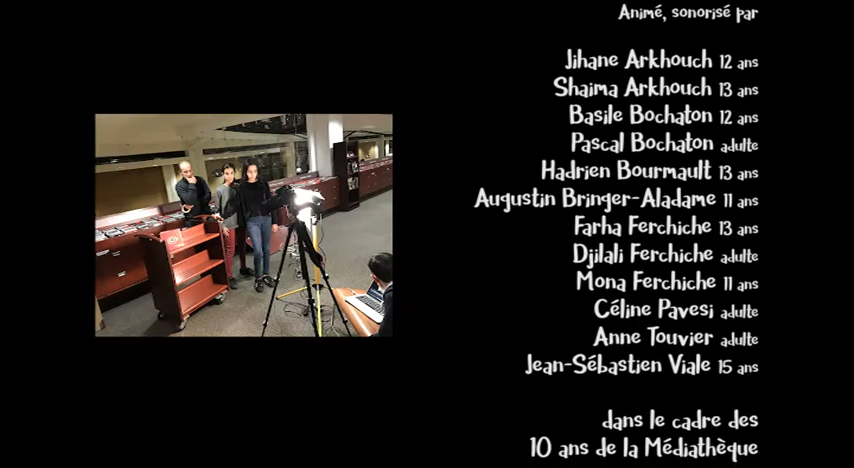 Animé, sonorisé par
Jihane Arkhouch 12 ans
Shaima Arkhouch 13 ans
Basile Bochaton 12 ans
Pascal Bochaton adulte
Hadrien Bourmault 13 ans
Augustin Bringer-Aladame 11 ans
Farha Ferchiche 13 ans
Djilali Ferchiche adulte
Mona Ferchiche 11 ans
Céline Pavesi adulte
Anne Touvier adulte
Jean-Sébastien Viale 15 ans
dans le cadre des
10 ans de la Médiathèque